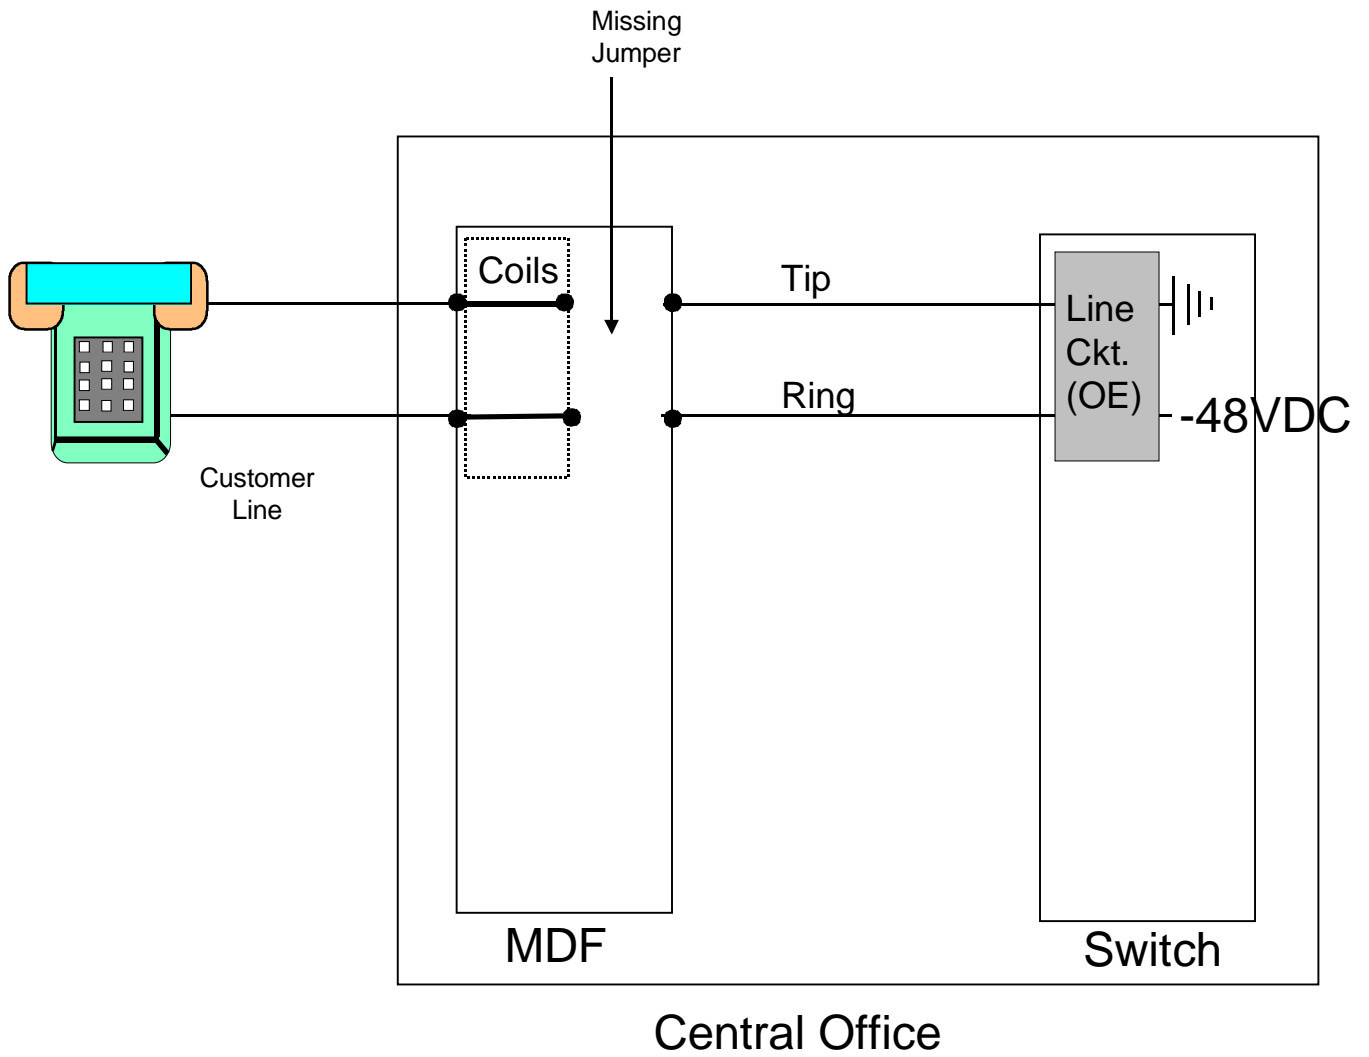 Missing
Jumper
Coils
Tip
Line
Ckt.
(OE)
Ring
-48VDC
Customer
Line
MDF
Switch
Central Office